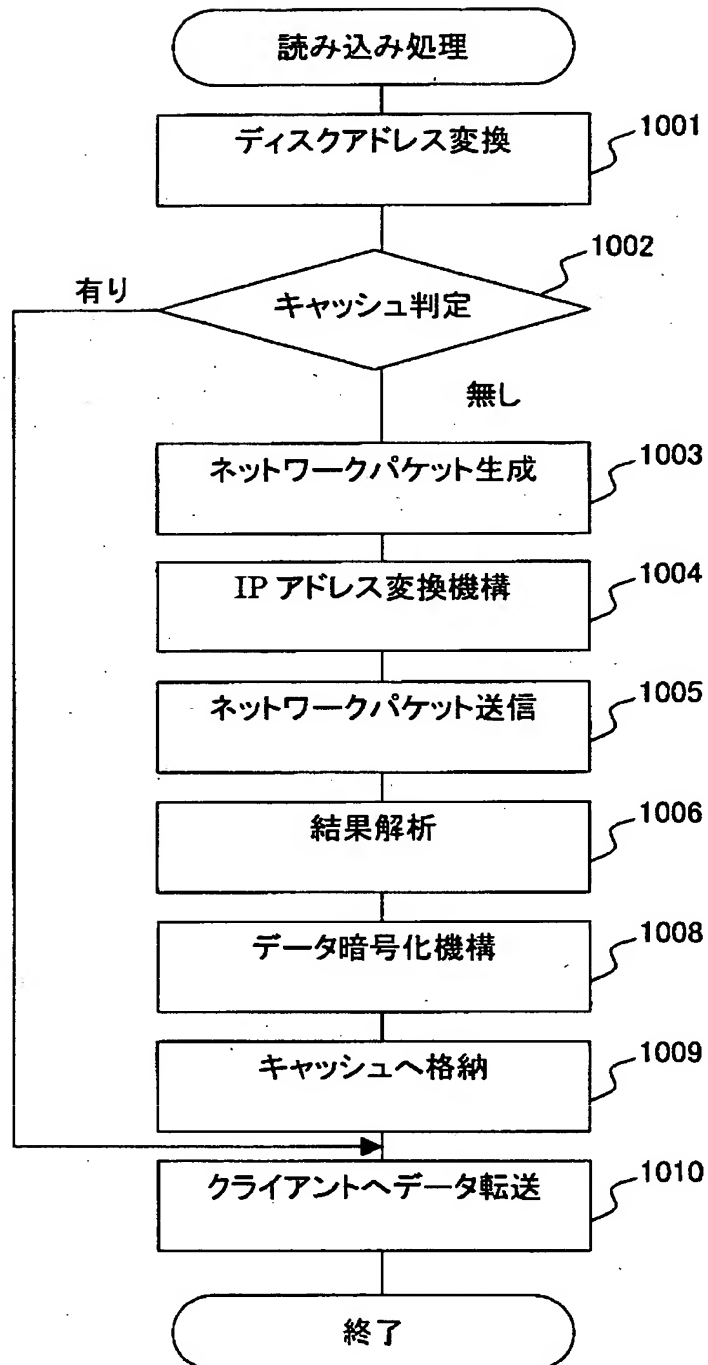 読み込み処理
ディスクアドレス変換
1001
1002
有り
キャッシュ判定
無し
ネットワークパケット生成
1003
IP アドレス変換機構
1004
ネットワークパケット送信
1005
結果解析
1006
データ暗号化機構
1008
キャッシュへ格納
1009
クライアントへデータ転送
1010
終了